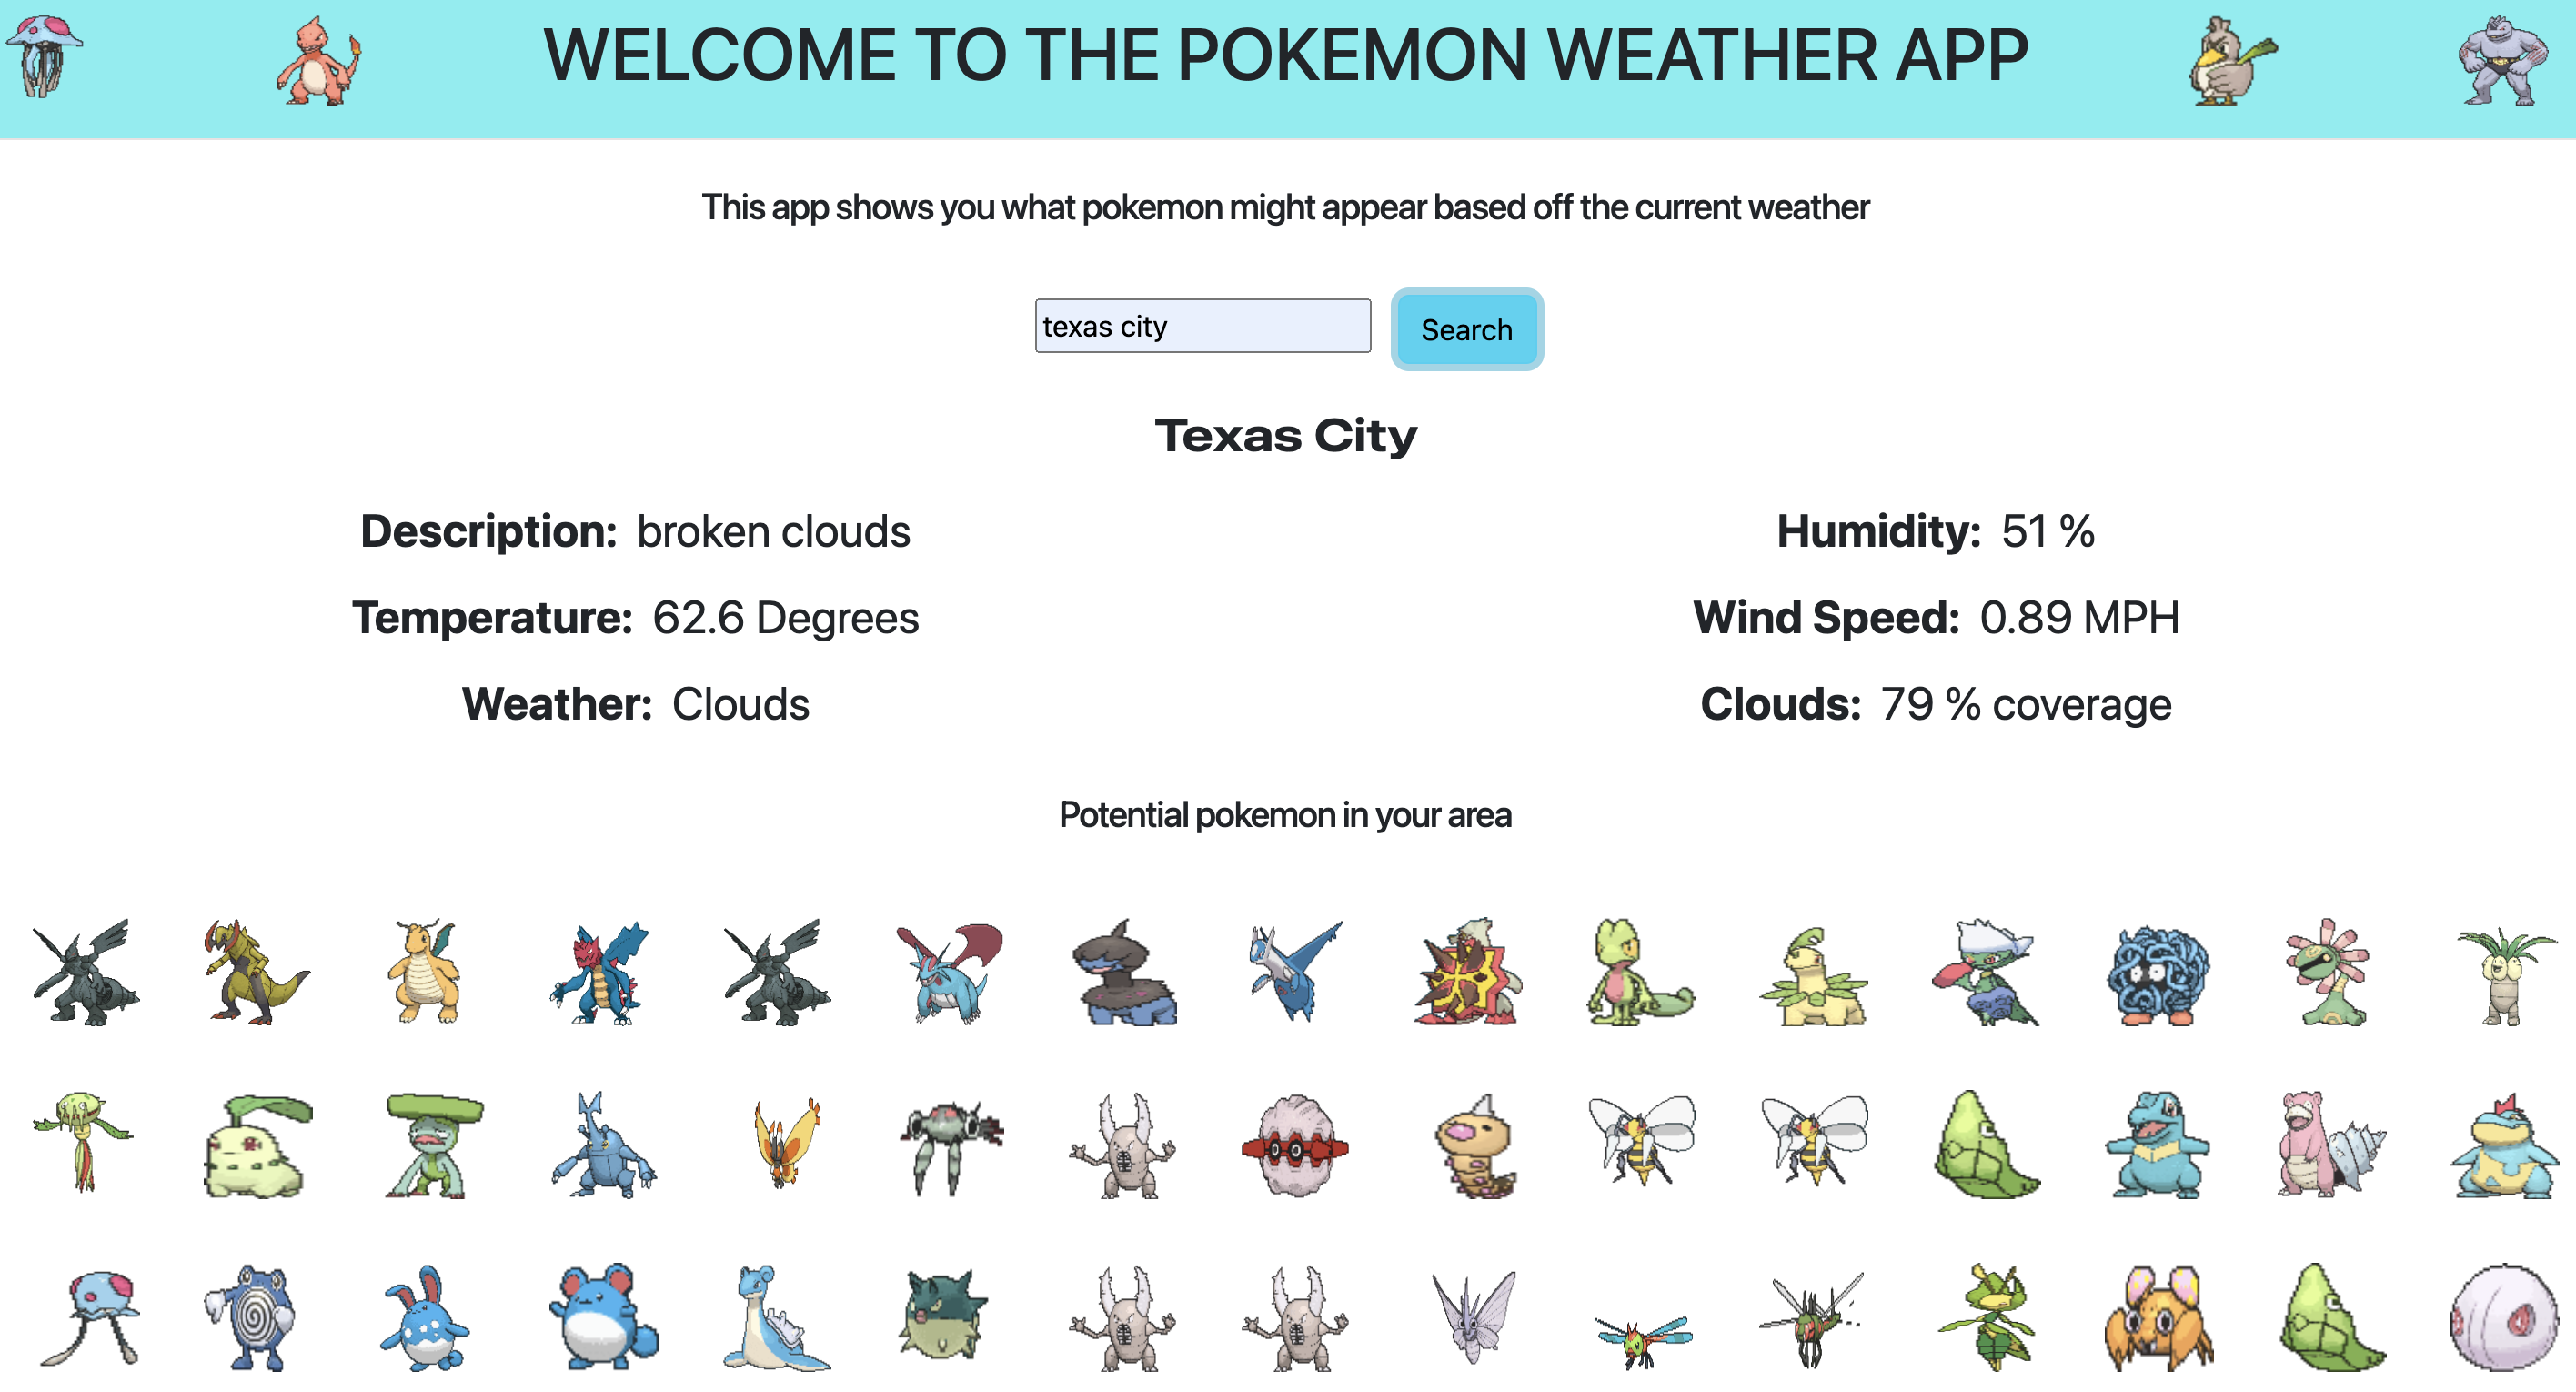 WELCOME TO THE POKEMON WEATHER APP
This app shows you what pokemon might appear based off the current weather
texas city
Search
Texas City
Description: broken clouds
Temperature: 62.6 Degrees
Weather: Clouds
Humidity: 51 %
Wind Speed: 0.89 MPH
Clouds: 79 % coverage
Potential pokemon in your area